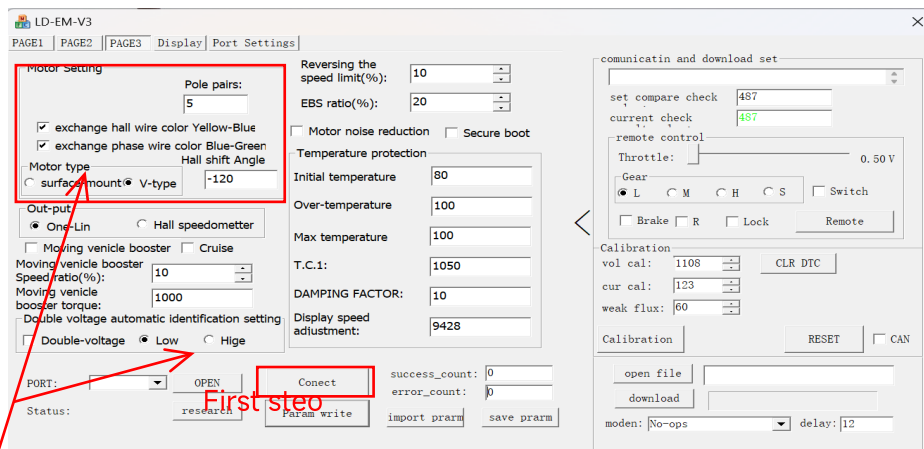 LD-EM-V3
PAGE1 PAGE2 PAGE3 Display Port Settings
Motor Setting
Pole pairs:
5
exchange hall wire color Yellow-Blue
exchange phase wire color Blue-Green
Hall shift Angle
Motor type
surface-mount V-type
-120
Out-put
One-Lin Hall speedometter
Moving venicle booster Cruise
Moving venicle booster
Speed ratio(%):
10
Moving venicle
booster torque:
1000
Double voltage automatic identification setting
Double-voltage Low Hige
Reversing the
speed limit(%):
10
EBS ratio(%):
20
Motor noise reduction Secure boot
Temperature protection
Initial temperature 80
Over-temperature 100
Max temperature 100
T.C.1: 1050
DAMPING FACTOR: 10
Display speed
adjustment:
9428
PORT: OPEN Conect
success_count: 0
error_count: 0
Status: research Param write import prarm save prarm
First steo
comunicatin and download set
set compare check 487
current check 487
remote control
Throttle: 0.50 V
Gear
L M H S Switch
Brake R Lock Remote
Calibration
vol cal: 1108 CLR DTC
cur cal: 123
weak flux: 60
Calibration RESET CAN
open file
download
moden: No-ops delay: 12